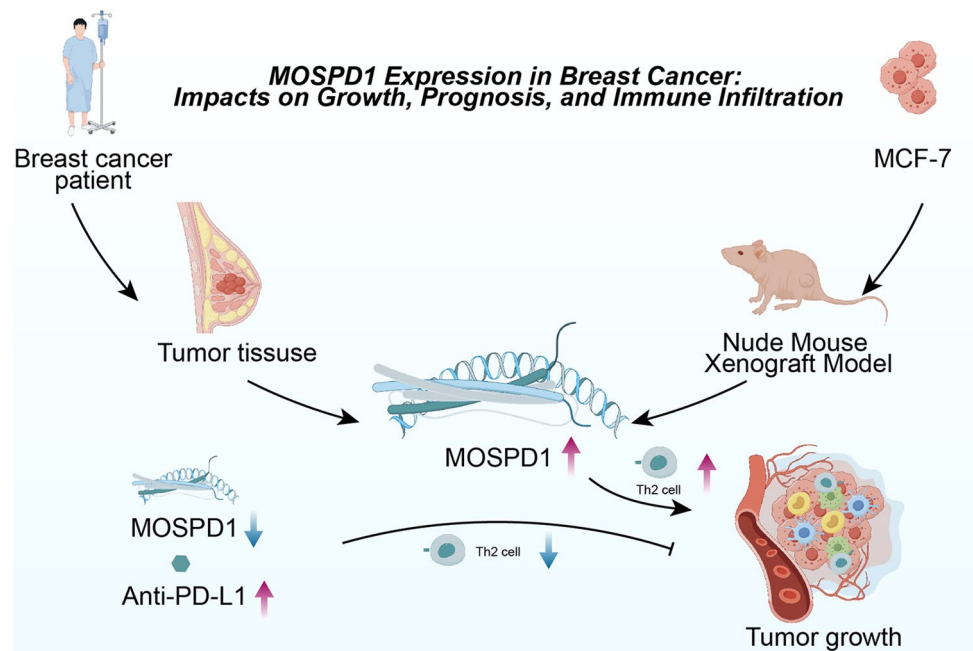 MOSPD1 Expression in Breast Cancer:
Impacts on Growth, Prognosis, and Immune Infiltration
Breast cancer
patient
MCF-7
Tumor tissuse
Nude Mouse
Xenograft Model
MOSPD1
Th2 cell
MOSPD1
Anti-PD-L1
Th2 cell
Tumor growth